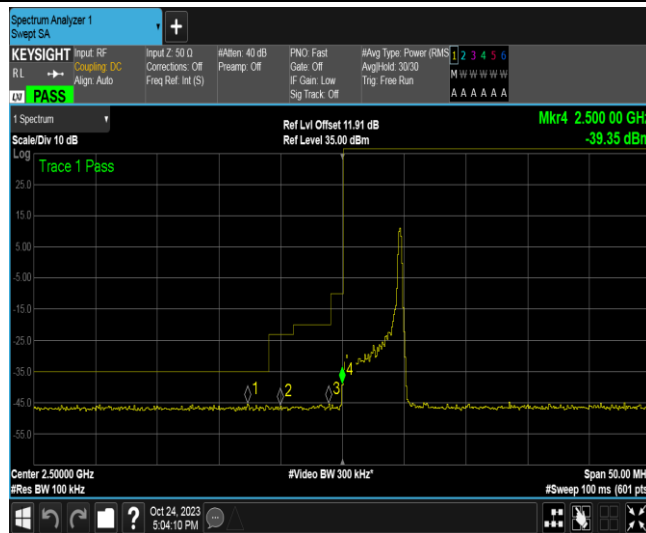 Spectrum Analyzer 1
Swept SA
+
KEYSIGHT Input: RF Input Z: 50 Ω #Atten: 40 dB PNO: Fast #Avg Type: Power (RMS 1 2 3 4 5 6
RL Coupling: DC Corrections: Off Preamp: Off Gate: Off Avg|Hold: 30/30 M W W W W W
Align: Auto Freq Ref: Int (S) IF Gain: Low Trig: Free Run
LXI PASS Sig Track: Off A A A A A A
1 Spectrum Ref Lvl Offset 11.91 dB Mkr4 2.500 00 GHz
Scale/Div 10 dB Ref Level 35.00 dBm -39.35 dBm
Log
Trace 1 Pass
25.0
15.0
5.00
-5.00
-15.0
-25.0
-35.0
4
1 2 3
-45.0
-55.0
Center 2.50000 GHz #Video BW 300 kHz* Span 50.00 MH
#Res BW 100 kHz #Sweep 100 ms (601 pts
? Oct 24, 2023
5:04:10 PM